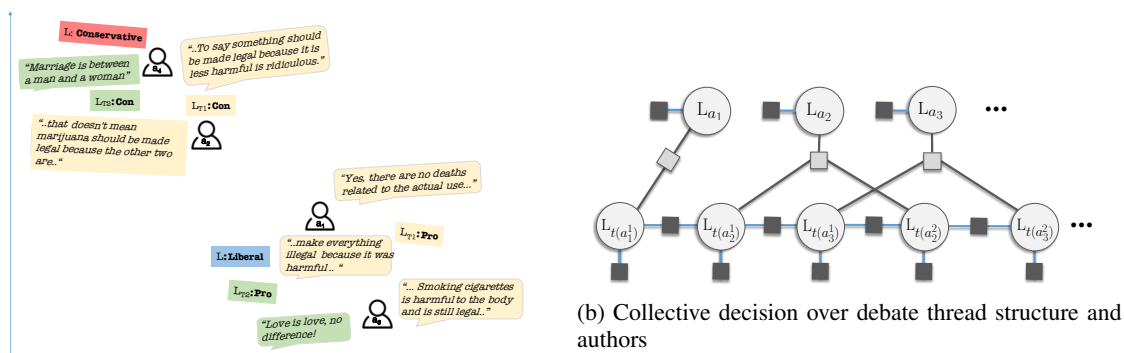 L: Conservative
"Marriage is between
a man and a woman"
a4
"..To say something should
be made legal because it is
less harmful is ridiculous."
LT2:Con
LT1:Con
"..that doesn't mean
marijuana should be made
legal because the other two
are.."
a2
"Yes, there are no deaths
related to the actual use..."
a1
LT1:Pro
L:Liberal
"..make everything
illegal because it was
harmful.. "
LT2:Pro
"... Smoking cigarettes
is harmful to the body
and is still legal.."
"Love is love, no
difference!
La1
La2
La3
...
Lt(a11)
Lt(a12)
Lt(a13)
Lt(a22)
Lt(a23)
...
(b) Collective decision over debate thread structure and
authors